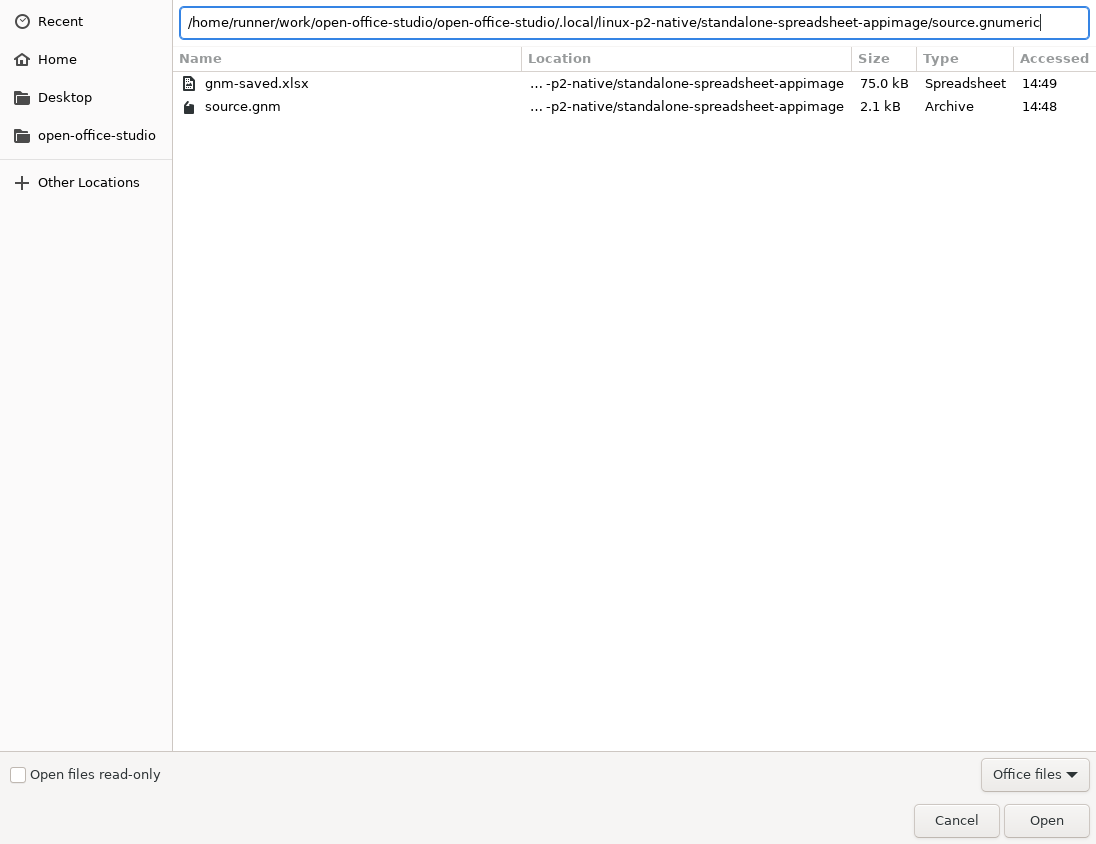 Recent
Home
Desktop
open-office-studio
Other Locations
/home/runner/work/open-office-studio/open-office-studio/.local/linux-p2-native/standalone-spreadsheet-appimage/source.gnumeric
Name Location Size Type Accessed
gnm-saved.xlsx ... -p2-native/standalone-spreadsheet-appimage 75.0 kB Spreadsheet 14:49
source.gnm ... -p2-native/standalone-spreadsheet-appimage 2.1 kB Archive 14:48
Open files read-only
Office files
Cancel Open